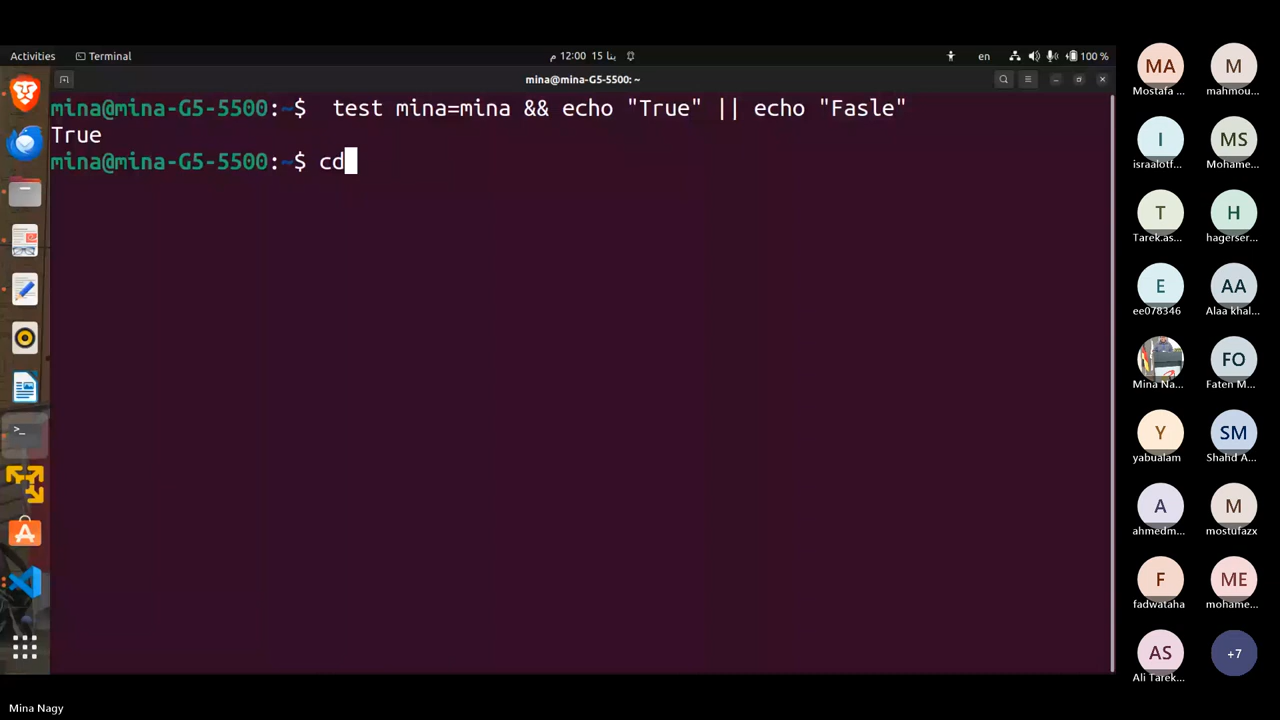 Activities
Terminal
م 12:00 15 ينا
en
100 %
mina@mina-G5-5500: ~
mina@mina-G5-5500:~$  test mina=mina && echo "True" || echo "Fasle"
True
mina@mina-G5-5500:~$ cd
MA
Mostafa ...
M
mahmou...
I
israalotf...
MS
Mohame...
T
Tarek.as...
H
hagerser...
E
ee078346
AA
Alaa khal...
Mina Na...
FO
Faten M...
Y
yabualam
SM
Shahd A...
A
ahmedm...
M
mostufazx
F
fadwataha
ME
mohame...
AS
Ali Tarek...
+7
Mina Nagy